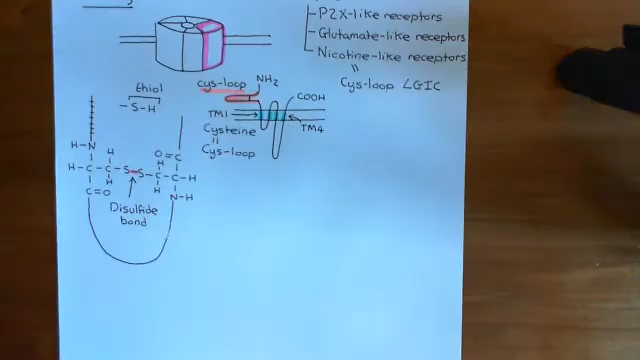 P2X-like receptors
Glutamate-like receptors
Nicotine-like receptors
Cys-loop LGIC
cys-loop
NH2
COOH
TM1
TM4
Cysteine
Cys-loop
Ethiol
-S-H
H-N
O=C
H H
H-C-C-S-S-C-C-H
H H
C=O
N-H
Disulfide
bond